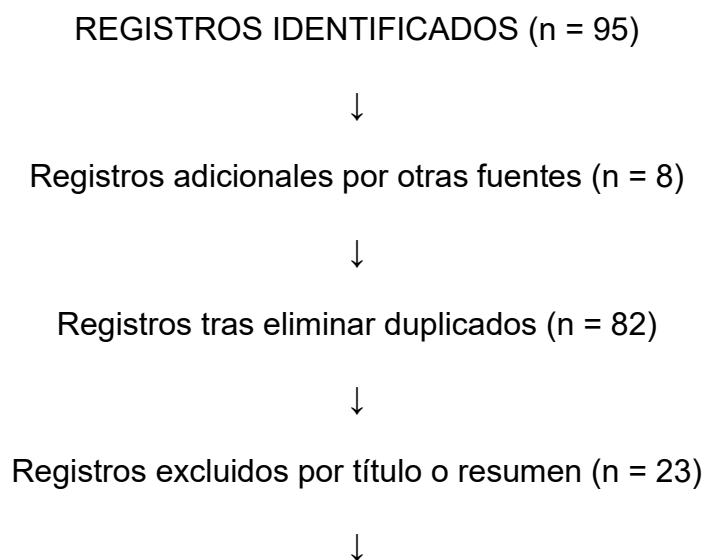 REGISTROS IDENTIFICADOS (n = 95)
↓
Registros adicionales por otras fuentes (n = 8)
↓
Registros tras eliminar duplicados (n = 82)
↓
Registros excluidos por título o resumen (n = 23)
↓